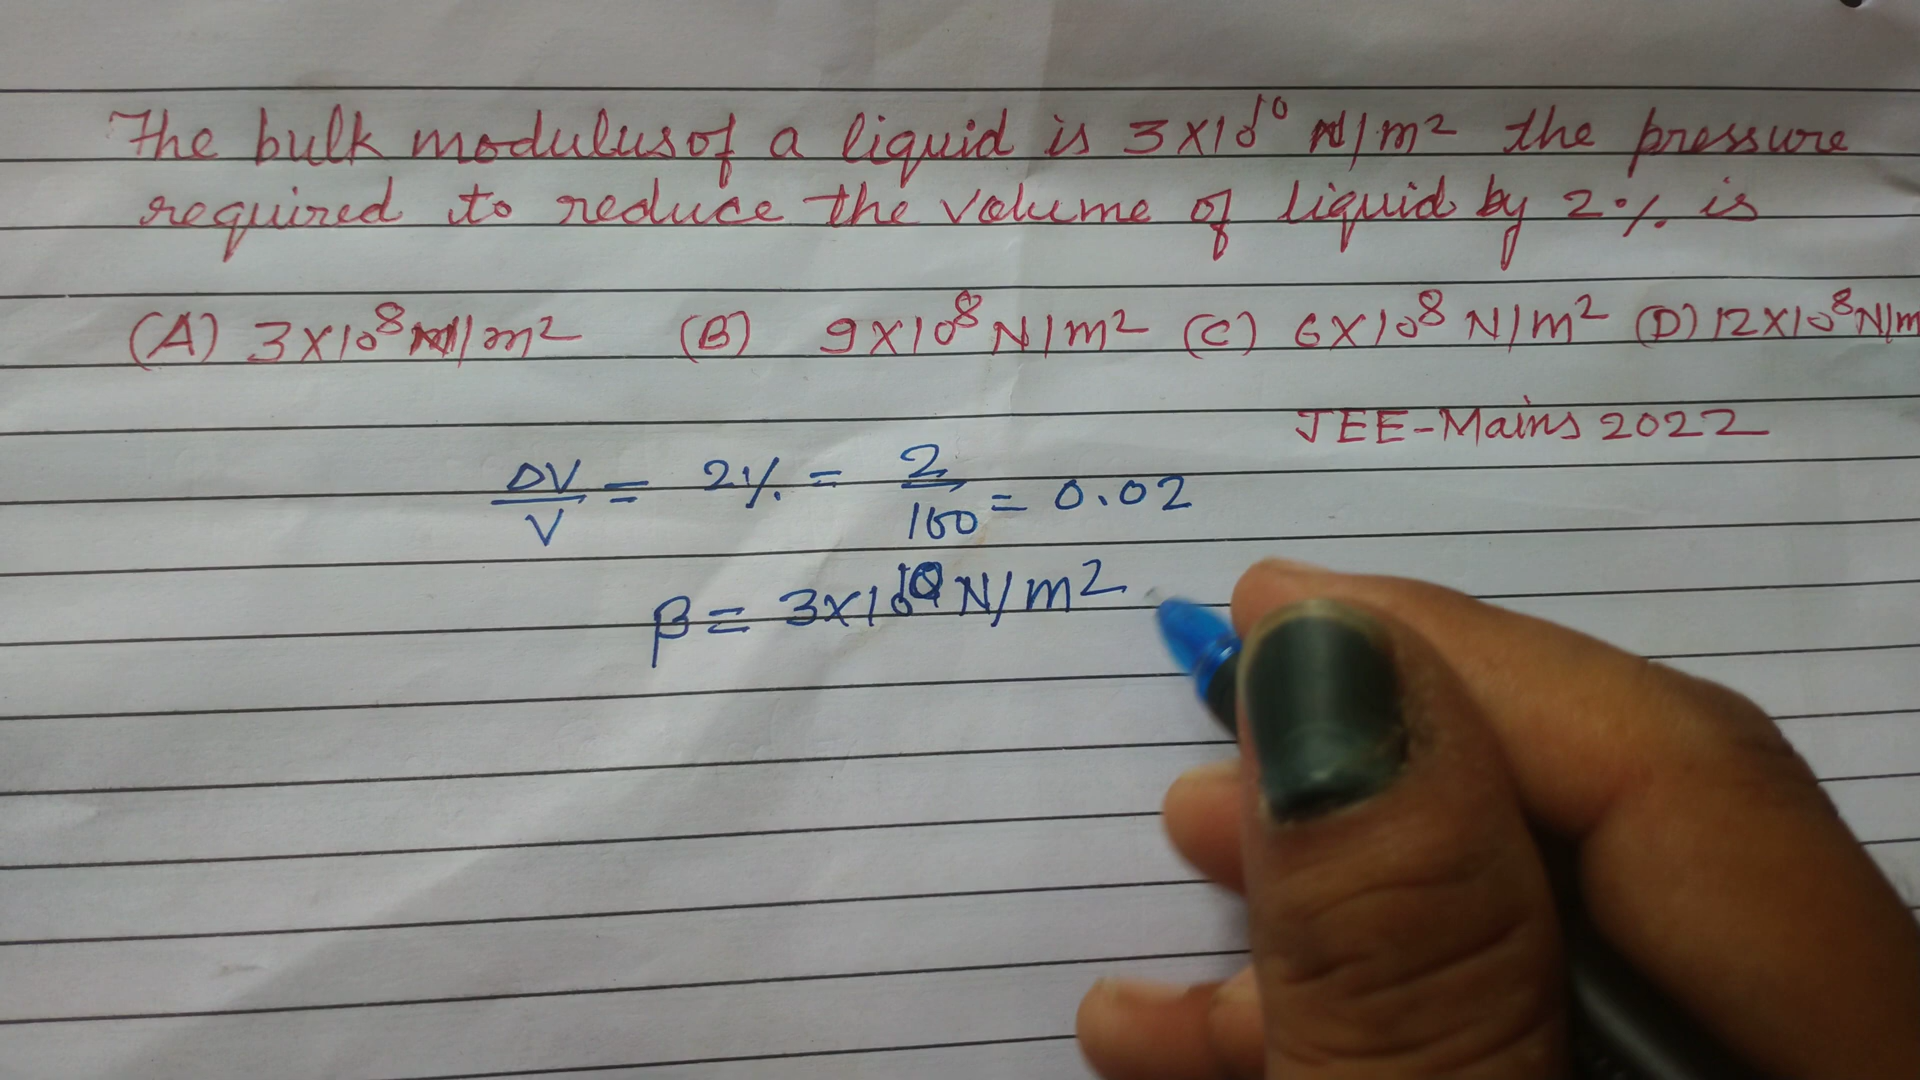 The bulk modulus of a liquid is 3×10¹⁰ N/m² the pressure
required to reduce the volume of liquid by 2% is
(A) 3×10⁸ N/m² (B) 9×10⁸ N/m² (C) 6×10⁸ N/m² (D) 12×10⁸ N/m
JEE-Mains 2022
ΔV/V = 2% = 2/100 = 0.02
β = 3×10¹⁰ N/m²